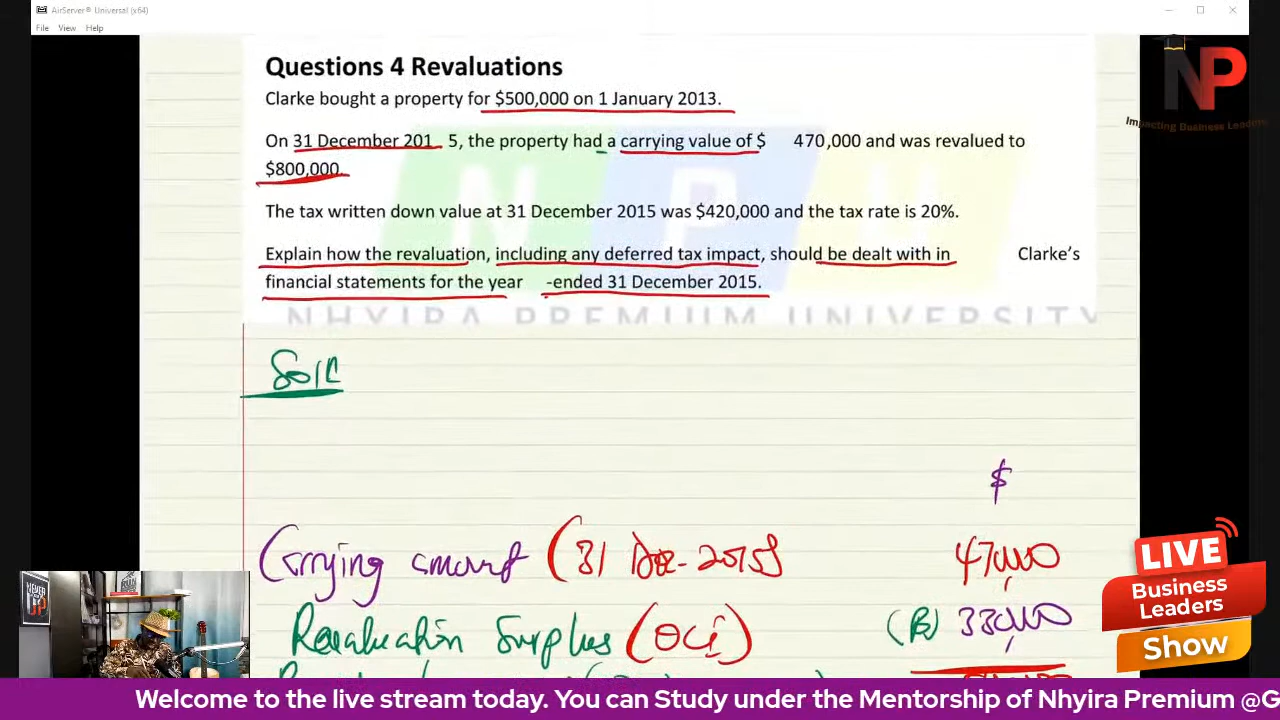 AirServer® Universal (x64)
File View Help
Questions 4 Revaluations
Clarke bought a property for $500,000 on 1 January 2013.
On 31 December 201 5, the property had a carrying value of $ 470,000 and was revalued to
$800,000.
The tax written down value at 31 December 2015 was $420,000 and the tax rate is 20%.
Explain how the revaluation, including any deferred tax impact, should be dealt with in Clarke's
financial statements for the year -ended 31 December 2015.
NHYIRA PREMIUM UNIVERSITY
NP
Impacting Business Leaders
Soln
$
Carrying amount (31 Dec-2015) 470,000
Revaluation Surplus (OCI) (B) 330,000
LIVE
Business
Leaders
Show
Welcome to the live stream today. You can Study under the Mentorship of Nhyira Premium @G